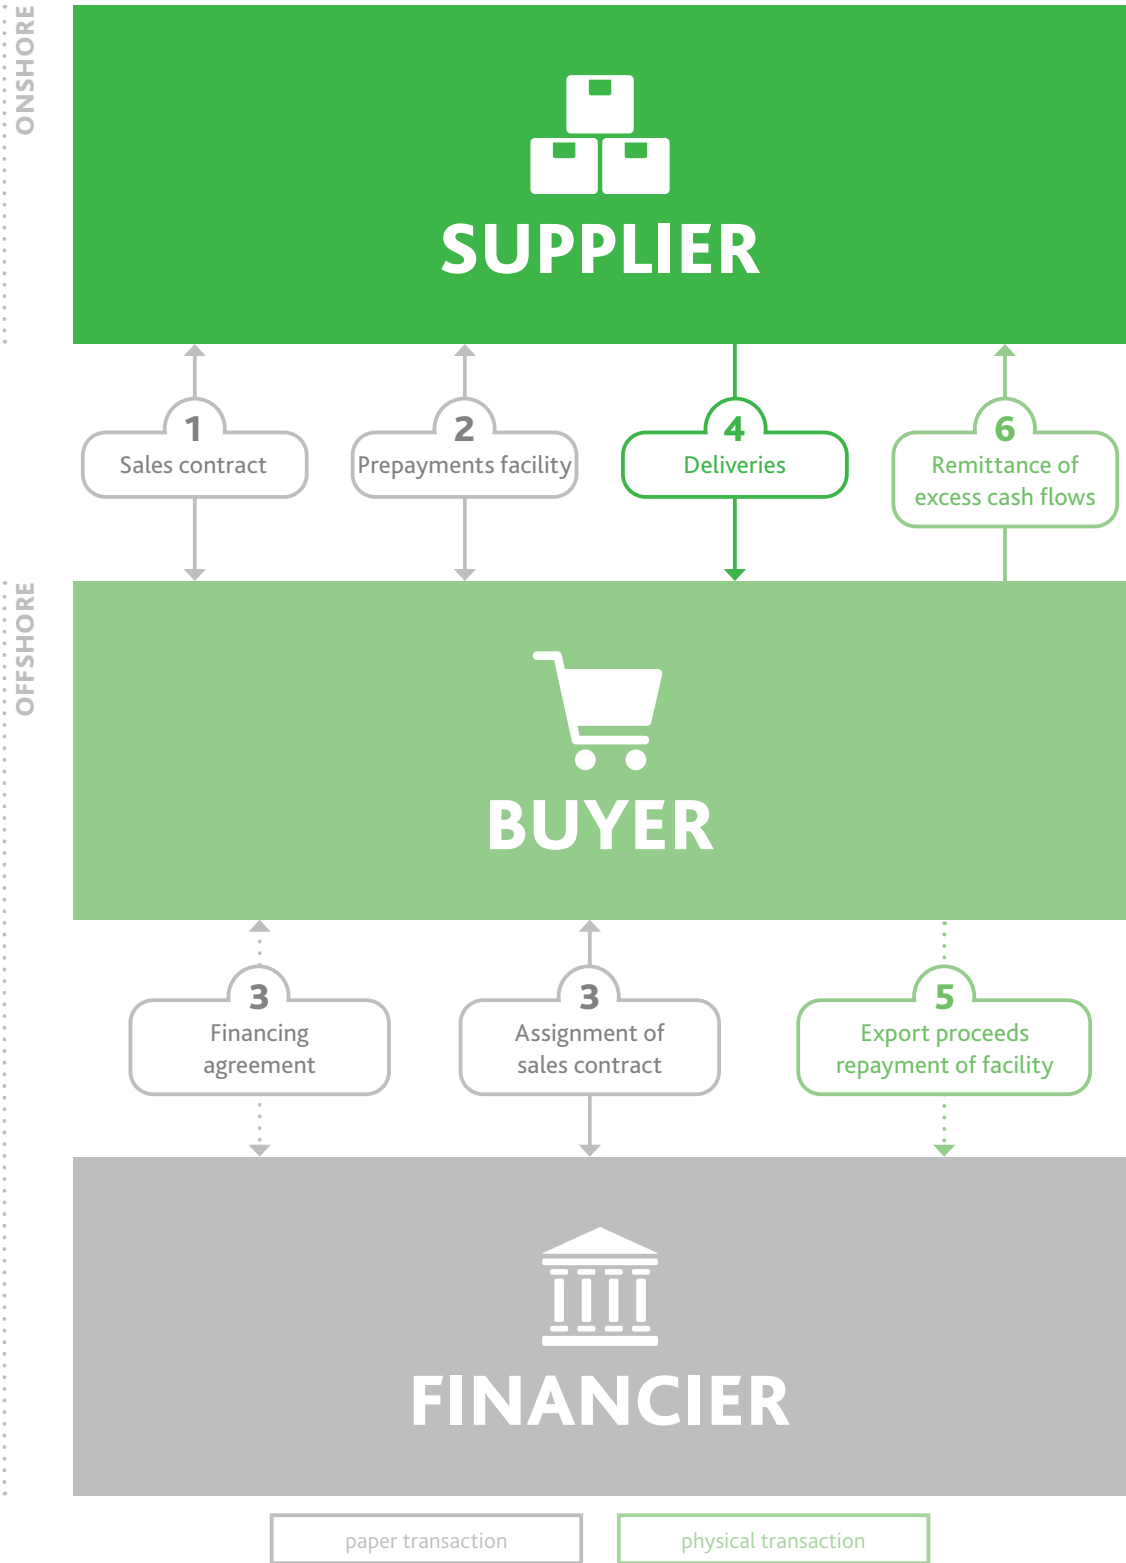 ONSHORE
SUPPLIER
1
Sales contract
2
Prepayments facility
4
Deliveries
6
Remittance of
excess cash flows
OFFSHORE
BUYER
3
Financing
agreement
3
Assignment of
sales contract
5
Export proceeds
repayment of facility
FINANCIER
paper transaction
physical transaction